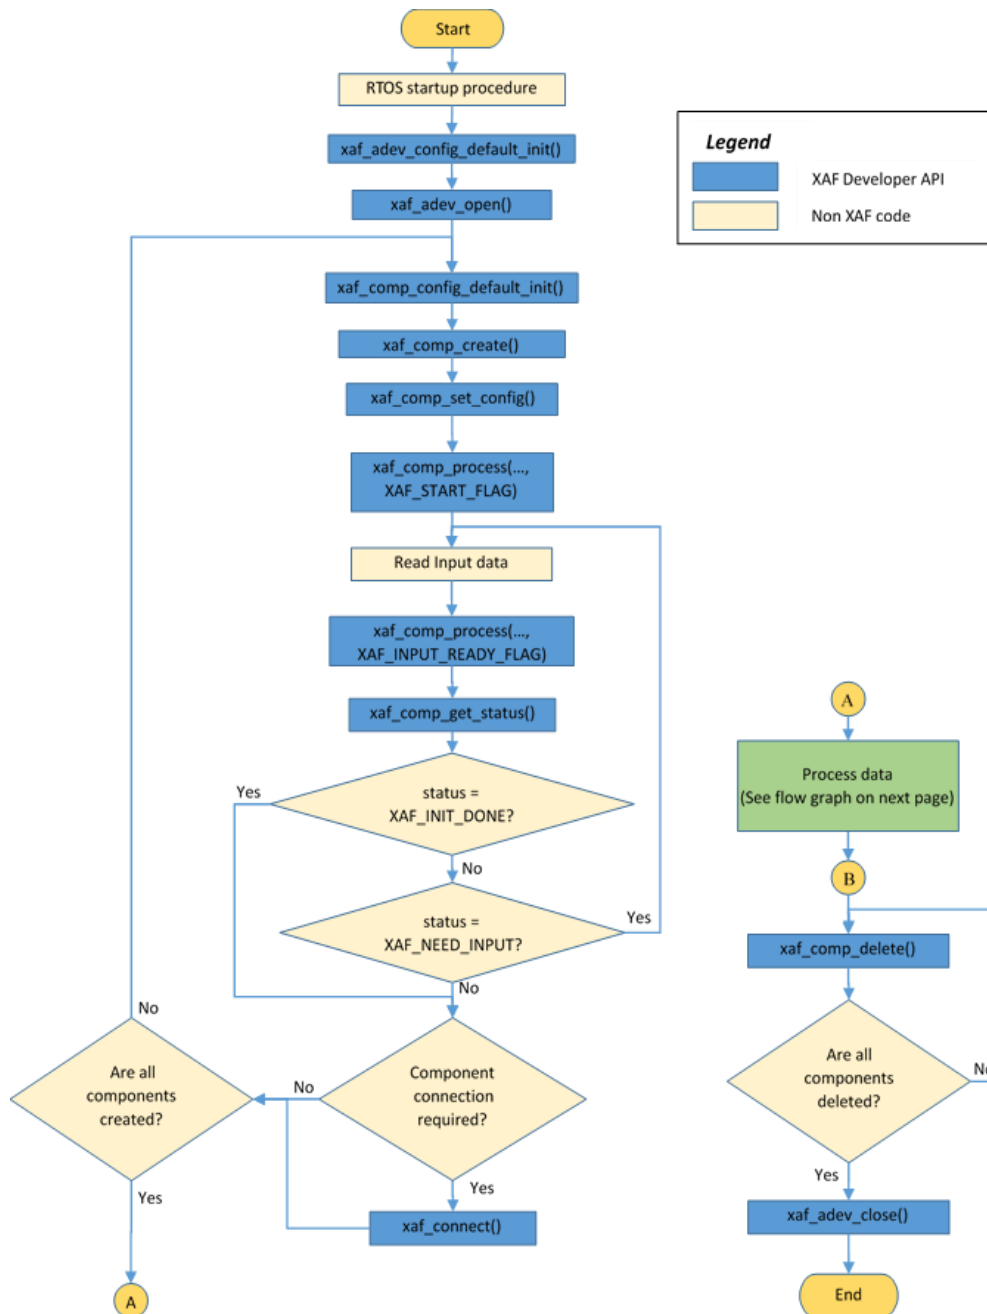 Start
RTOS startup procedure
xaf_adev_config_default_init()
xaf_adev_open()
xaf_comp_config_default_init()
xaf_comp_create()
xaf_comp_set_config()
xaf_comp_process(...,
XAF_START_FLAG)
Read Input data
xaf_comp_process(...,
XAF_INPUT_READY_FLAG)
xaf_comp_get_status()
Yes
status =
XAF_INIT_DONE?
No
status =
XAF_NEED_INPUT?
Yes
No
No
Are all
components
created?
No
Component
connection
required?
Yes
Yes
xaf_connect()
A
Legend
XAF Developer API
Non XAF code
A
Process data
(See flow graph on next page)
B
xaf_comp_delete()
Are all
components
deleted?
No
Yes
xaf_adev_close()
End